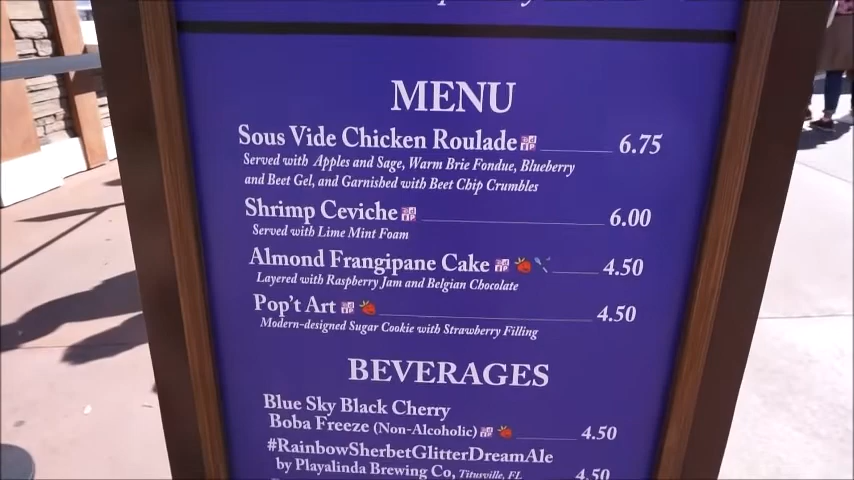 MENU
Sous Vide Chicken Roulade 6.75
Served with Apples and Sage, Warm Brie Fondue, Blueberry
and Beet Gel, and Garnished with Beet Chip Crumbles
Shrimp Ceviche 6.00
Served with Lime Mint Foam
Almond Frangipane Cake 4.50
Layered with Raspberry Jam and Belgian Chocolate
Pop't Art 4.50
Modern-designed Sugar Cookie with Strawberry Filling
BEVERAGES
Blue Sky Black Cherry
Boba Freeze (Non-Alcoholic) 4.50
#RainbowSherbetGlitterDreamAle
by Playalinda Brewing Co, Titusville, FL 4.50